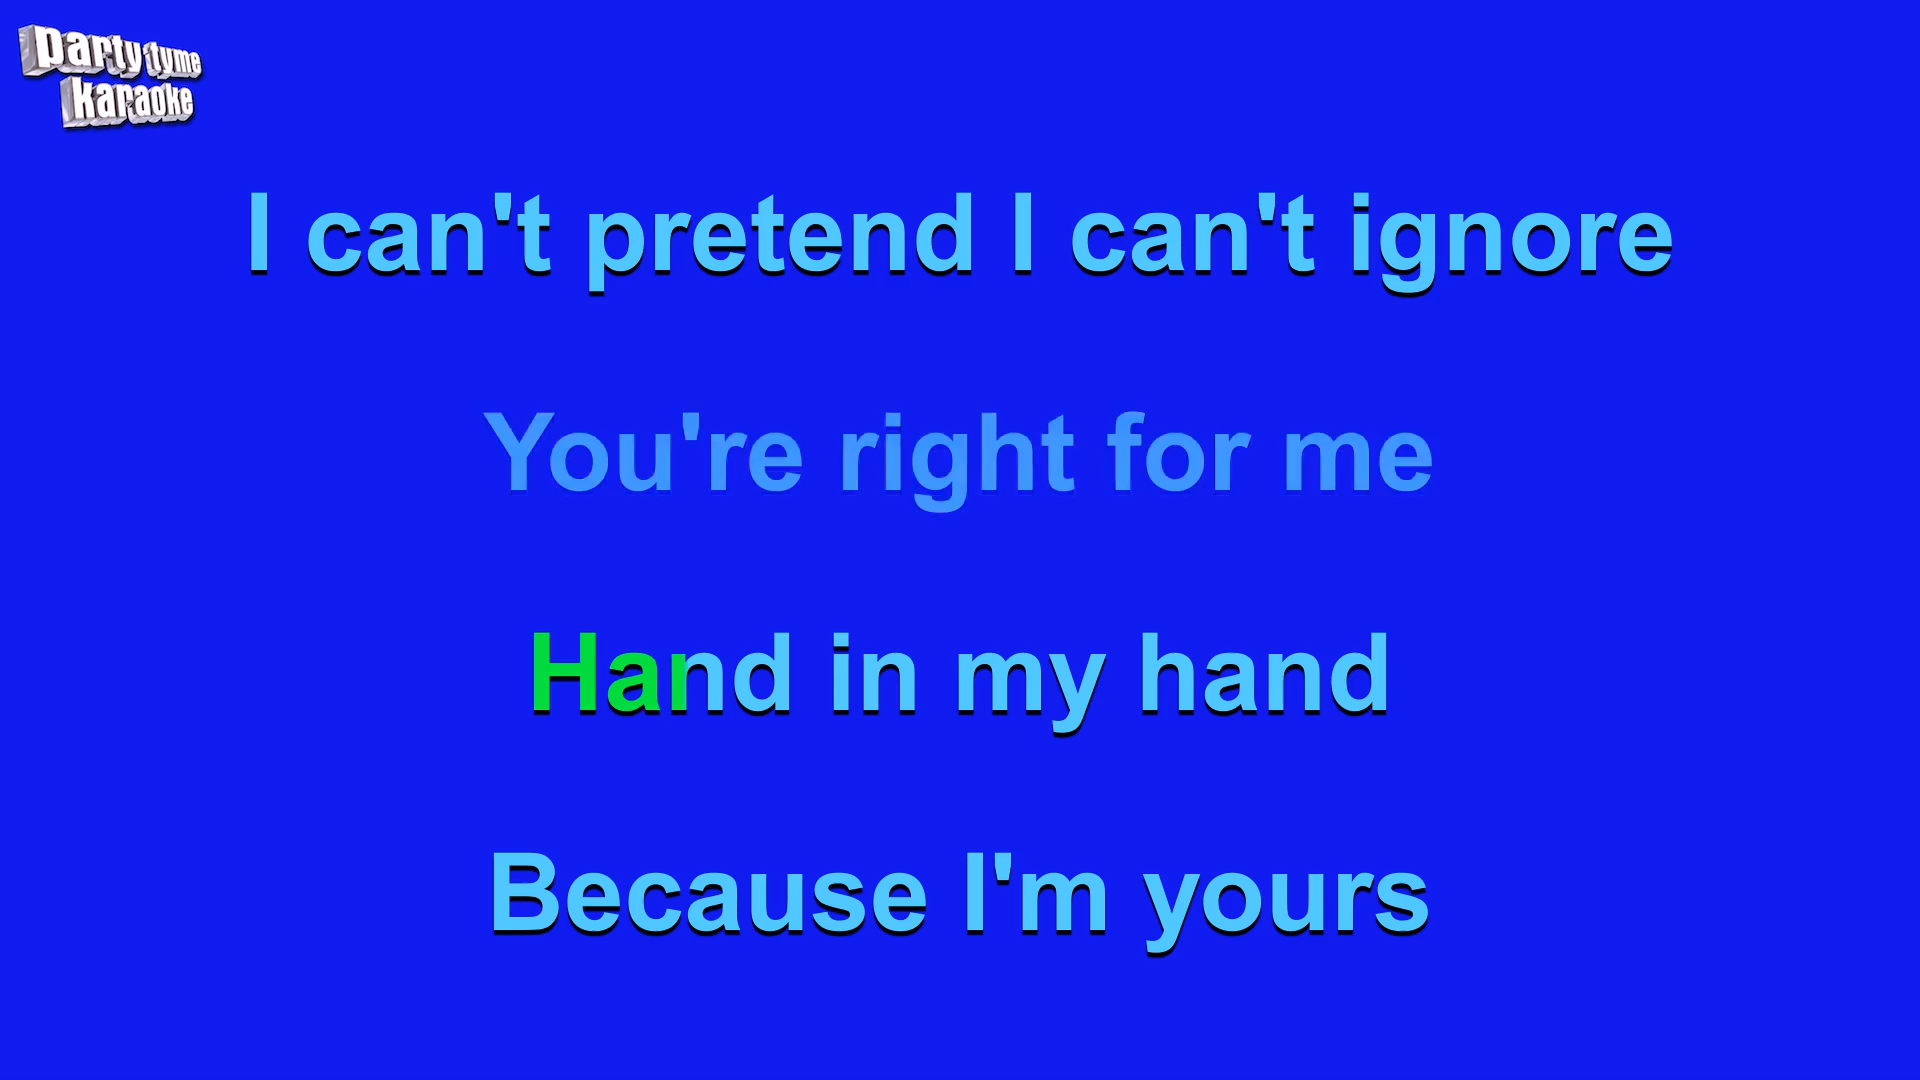 party tyme
karaoke
I can't pretend I can't ignore
You're right for me
Hand in my hand
Because I'm yours